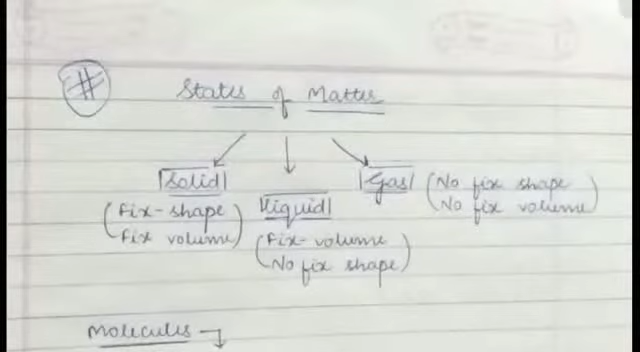 #
States of Matter
Solid
(Fix-shape
Fix volume)
liquid
(Fix-volume
No fix shape)
Gas (No fix shape
No fix volume)
Molecules